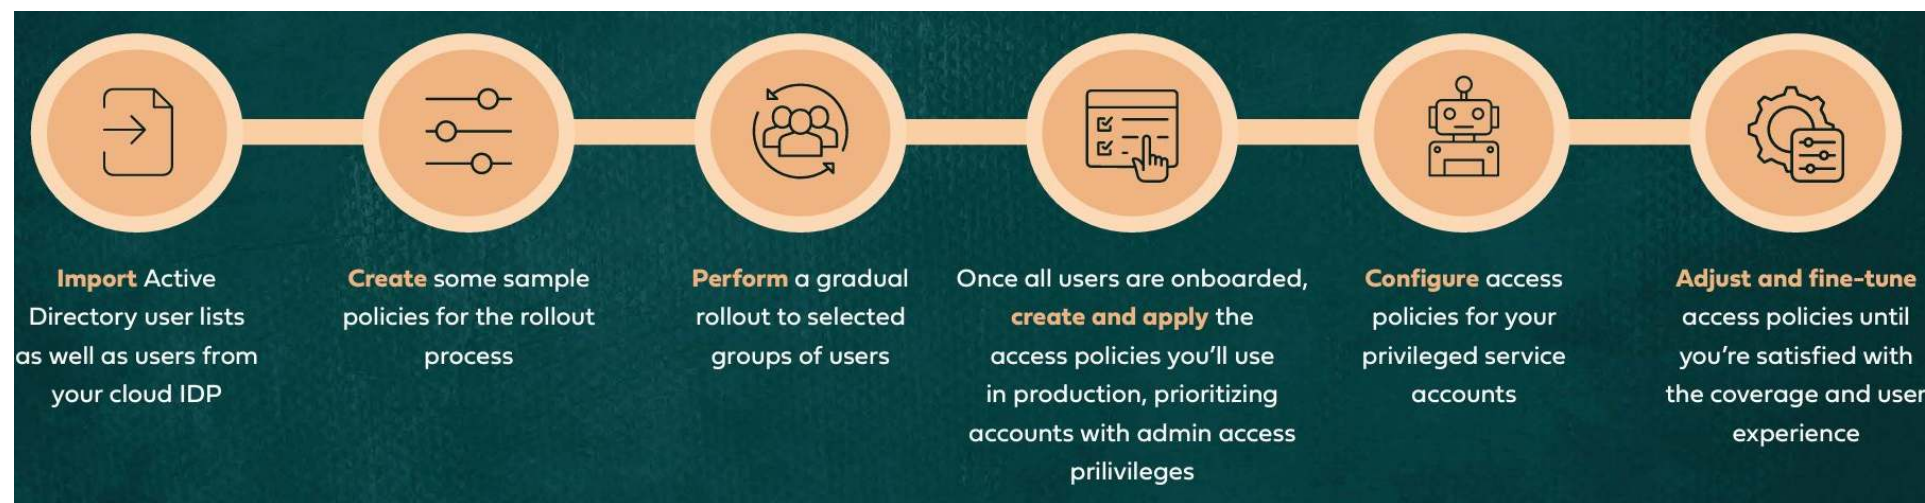 Import Active
Directory user lists
as well as users from
your cloud IDP
Create some sample
policies for the rollout
process
Perform a gradual
rollout to selected
groups of users
Once all users are onboarded,
create and apply the
access policies you'll use
in production, prioritizing
accounts with admin access
prilivileges
Configure access
policies for your
privileged service
accounts
Adjust and fine-tune
access policies until
you're satisfied with
the coverage and user
experience